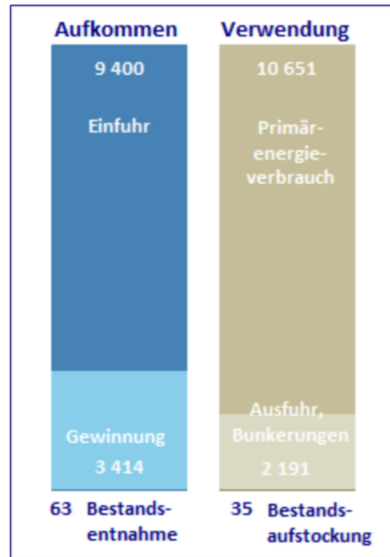 Aufkommen
9 400
Einfuhr
Gewinnung
3 414
63 Bestands-
entnahme
Verwendung
10 651
Primär-
energie-
verbrauch
Ausfuhr,
Bunkerungen
2 191
35 Bestands-
aufstockung